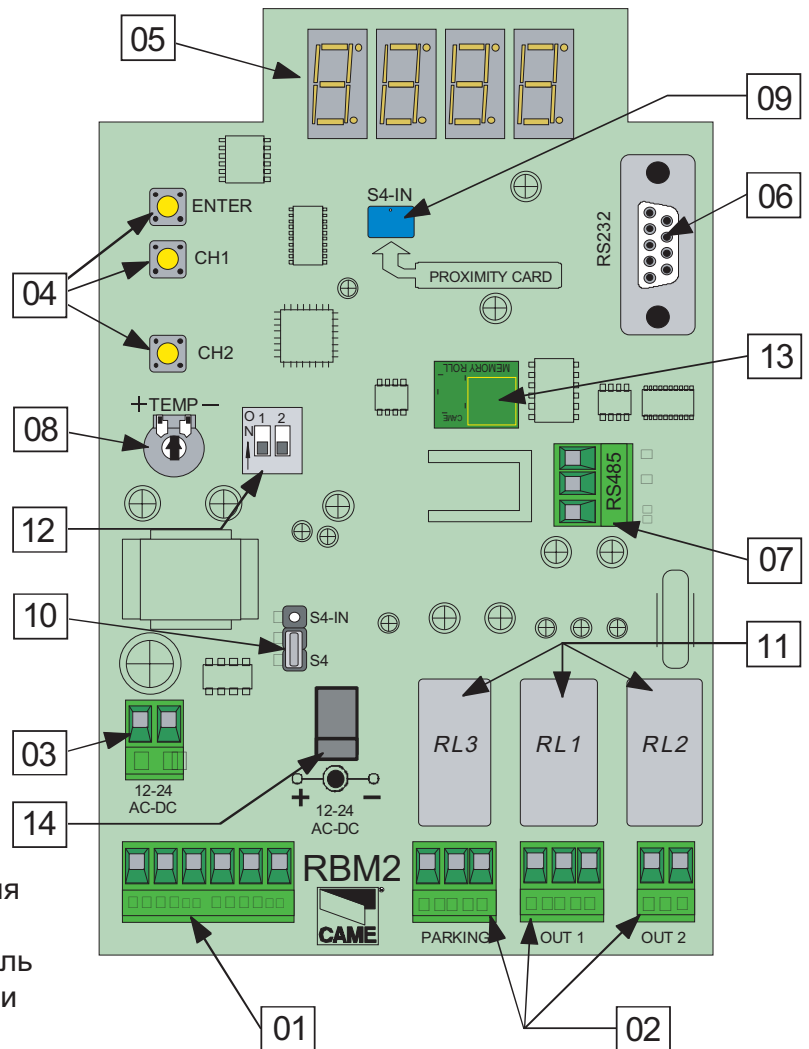 05
09
S4-IN
ENTER
06
RS232
CH1
PROXIMITY CARD
04
CH2
MEMORY ROLL
CAME
13
+ TEMP −
08
ON 1 2
RS485
12
07
10
S4-IN
S4
11
RL3
RL1
RL2
03
12-24
AC-DC
+ −
12-24
AC-DC
14
RBM2
CAME
ия
ль
и
PARKING
OUT 1
OUT 2
01
02